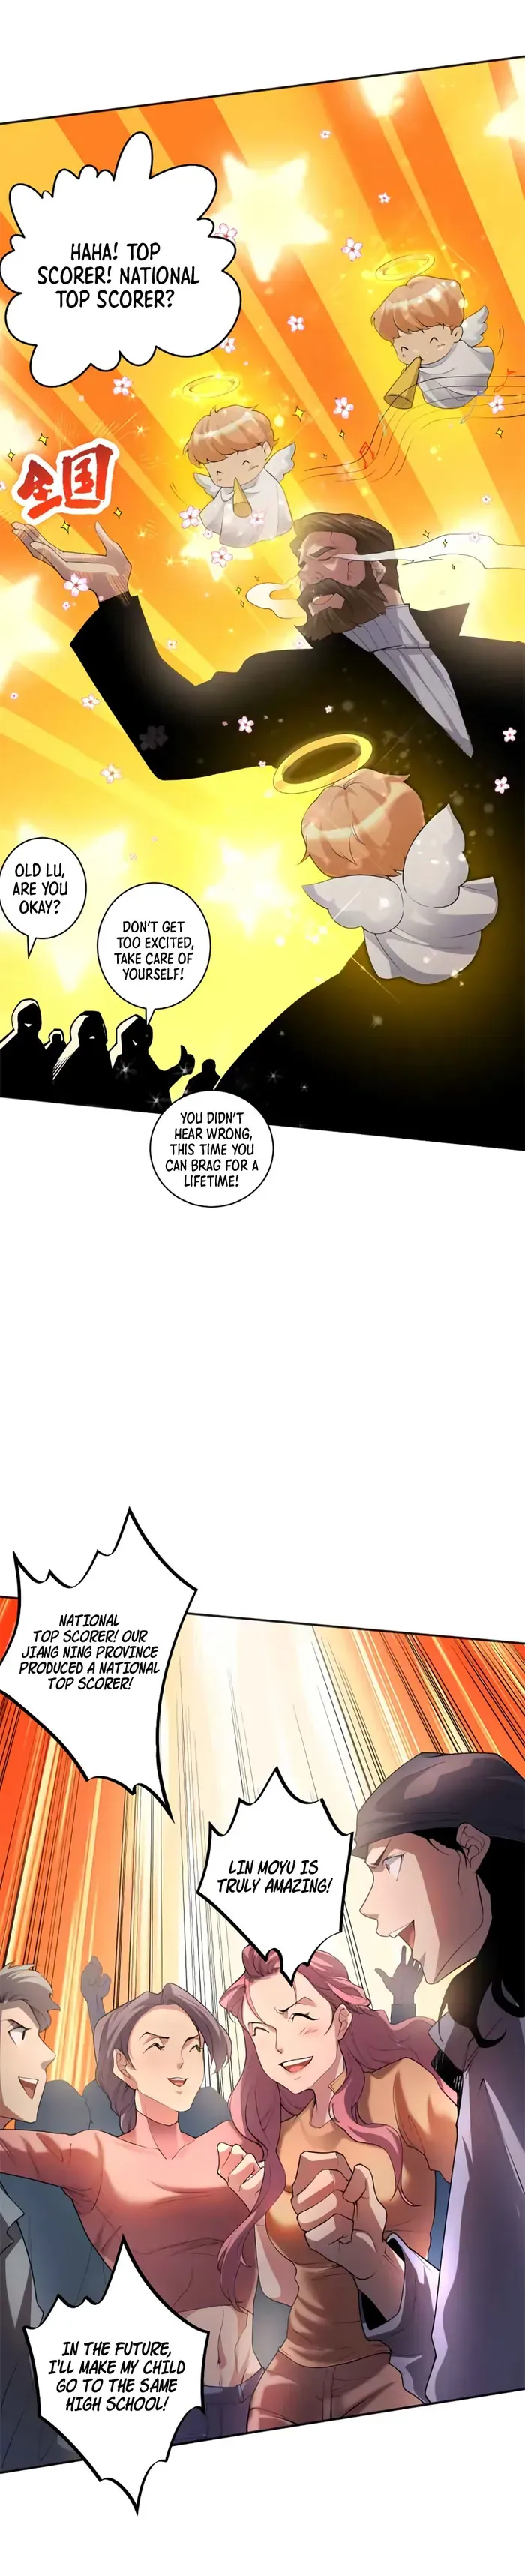 HAHA! TOP
SCORER! NATIONAL
TOP SCORER?
全国
OLD LU,
ARE YOU
OKAY?
DON'T GET
TOO EXCITED,
TAKE CARE OF
YOURSELF!
YOU DIDN'T
HEAR WRONG,
THIS TIME YOU
CAN BRAG FOR A
LIFETIME!
NATIONAL
TOP SCORER! OUR
JIANG NING PROVINCE
PRODUCED A NATIONAL
TOP SCORER!
LIN MOYU IS
TRULY AMAZING!
IN THE FUTURE,
I'LL MAKE MY CHILD
GO TO THE SAME
HIGH SCHOOL!